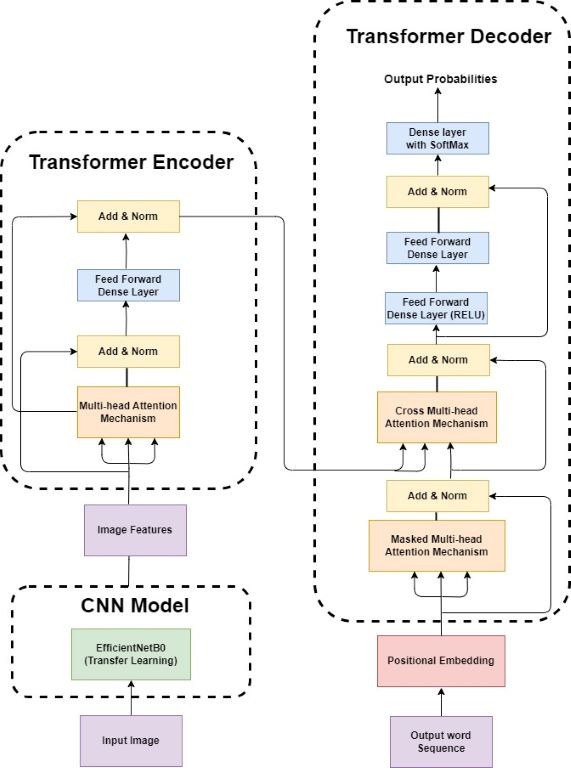 Transformer Decoder
Output Probabilities
Dense layer
with SoftMax
Add & Norm
Feed Forward
Dense Layer
Feed Forward
Dense Layer (RELU)
Add & Norm
Cross Multi-head
Attention Mechanism
Add & Norm
Masked Multi-head
Attention Mechanism
Positional Embedding
Output word
Sequence
Transformer Encoder
Add & Norm
Feed Forward
Dense Layer
Add & Norm
Multi-head Attention
Mechanism
Image Features
CNN Model
EfficientNetB0
(Transfer Learning)
Input Image